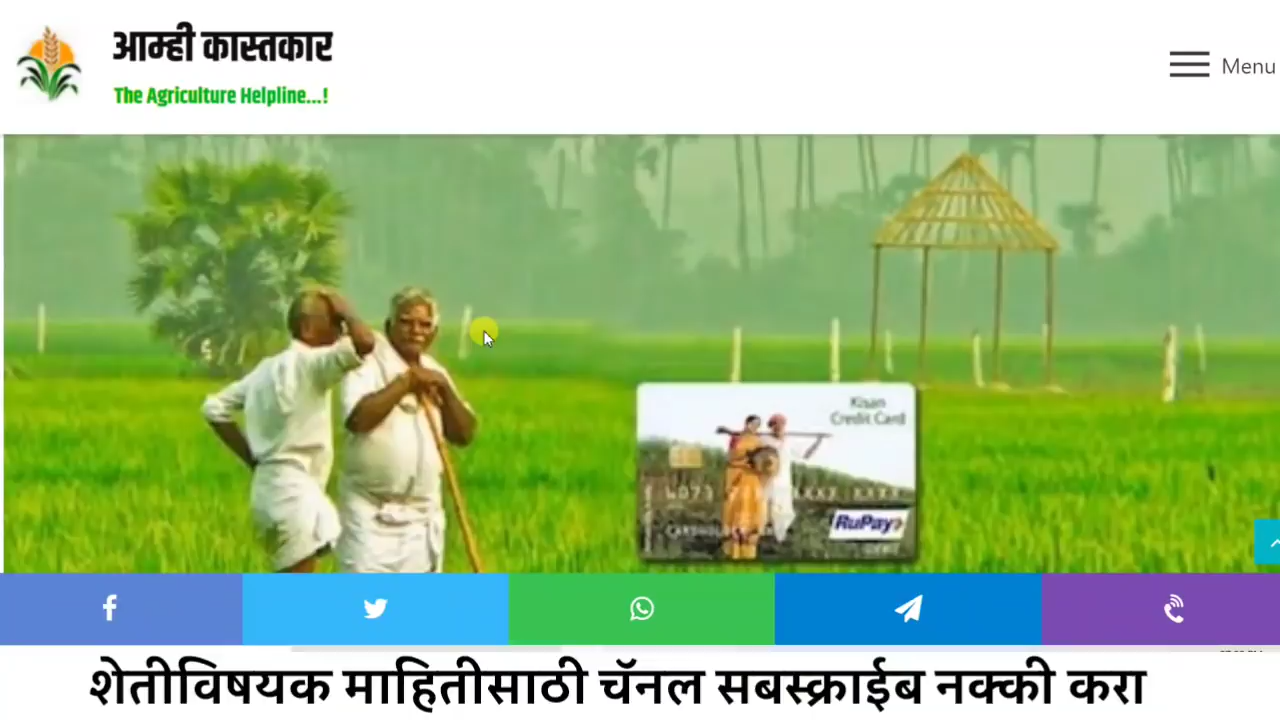 आम्ही कास्तकार
The Agriculture Helpline...!
Menu
Kisan
Credit Card
RuPay
शेतीविषयक माहितीसाठी चॅनल सबस्क्राईब नक्की करा